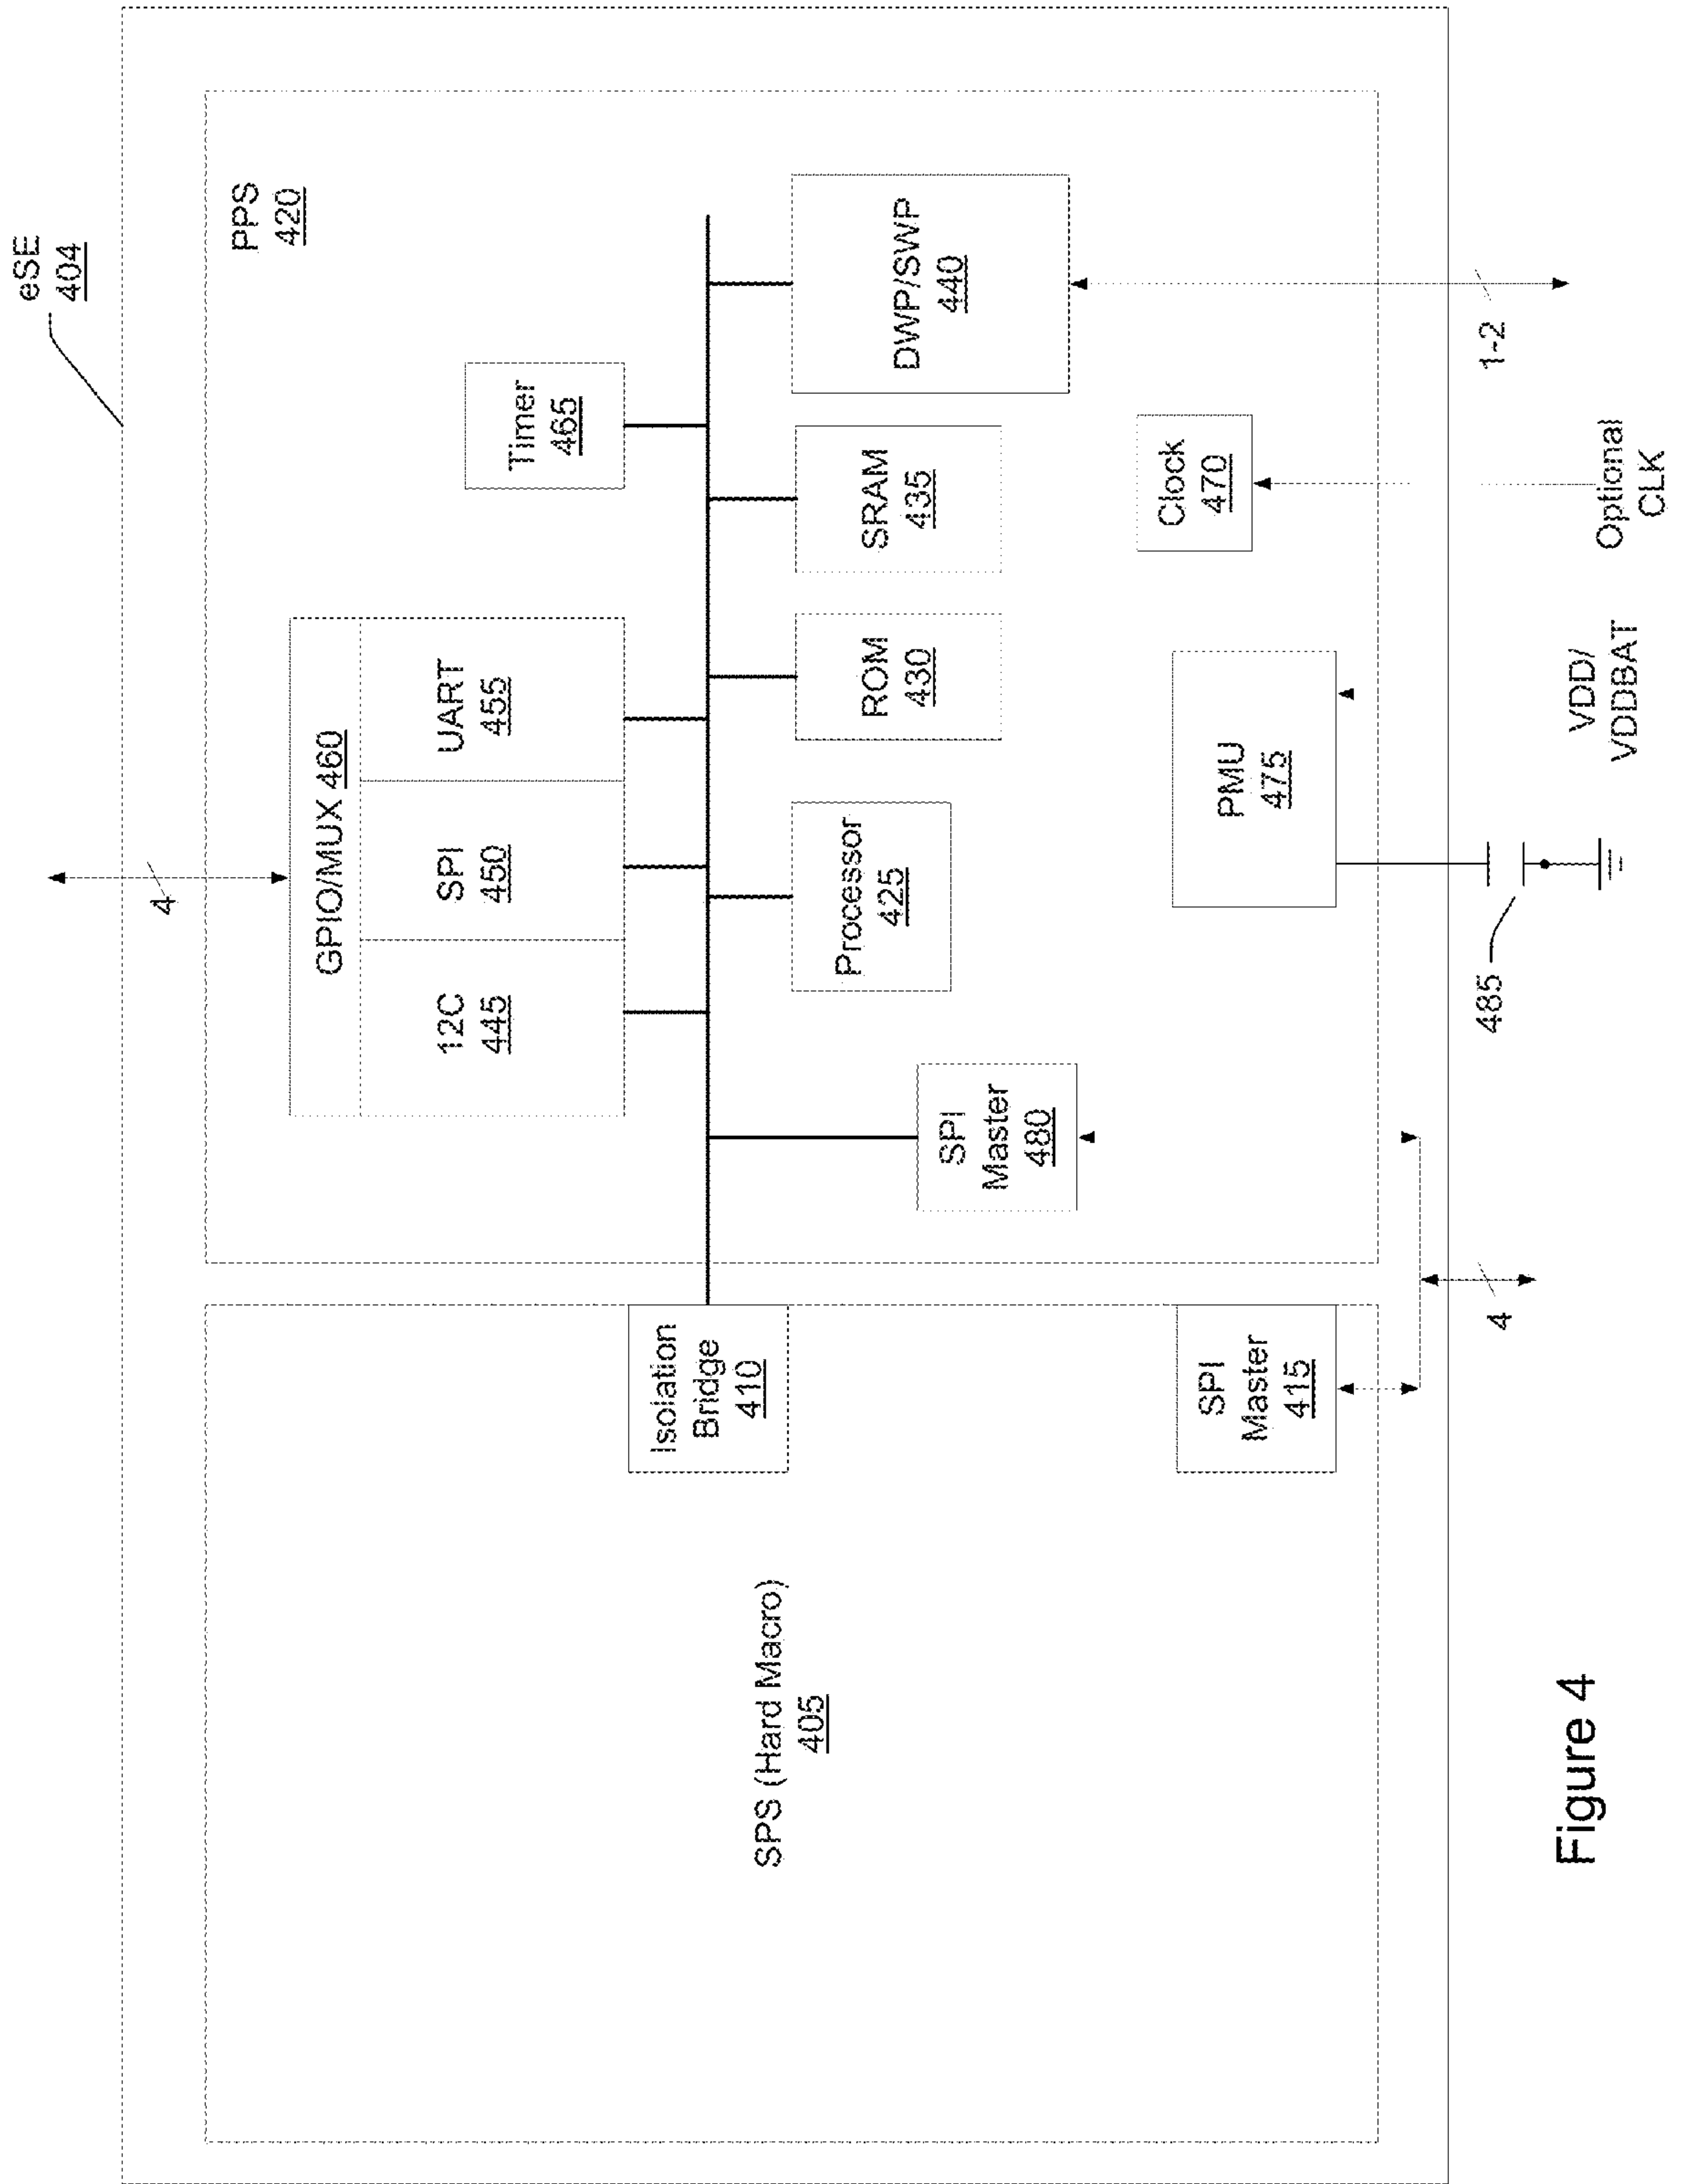 eSE
404
4
PPS
420
GPIO/MUX 460
12C
445
SPI
450
UART
455
Timer
465
Isolation
Bridge
410
SPI
Master
480
Processor
425
ROM
430
SRAM
435
DWP/SWP
440
SPS (Hard Macro)
405
SPI
Master
415
PMU
475
Clock
470
4
485
VDD/
VDDBAT
Optional
CLK
1-2
Figure 4